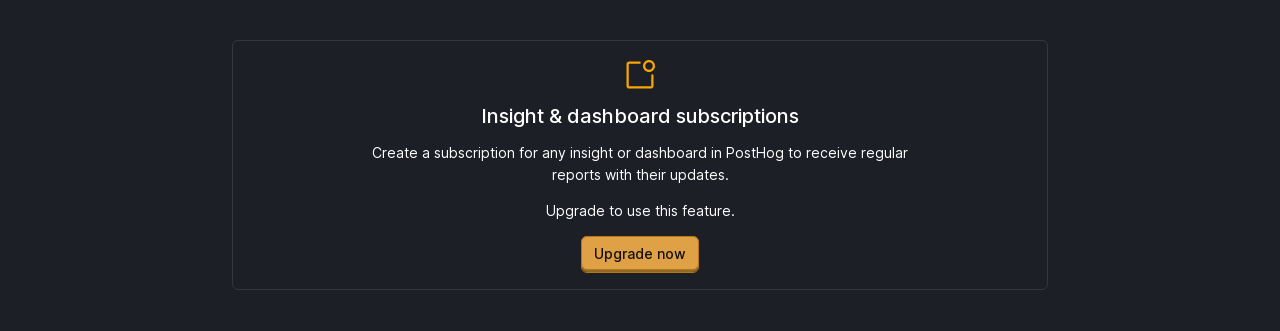 Insight & dashboard subscriptions
Create a subscription for any insight or dashboard in PostHog to receive regular
reports with their updates.
Upgrade to use this feature.
Upgrade now